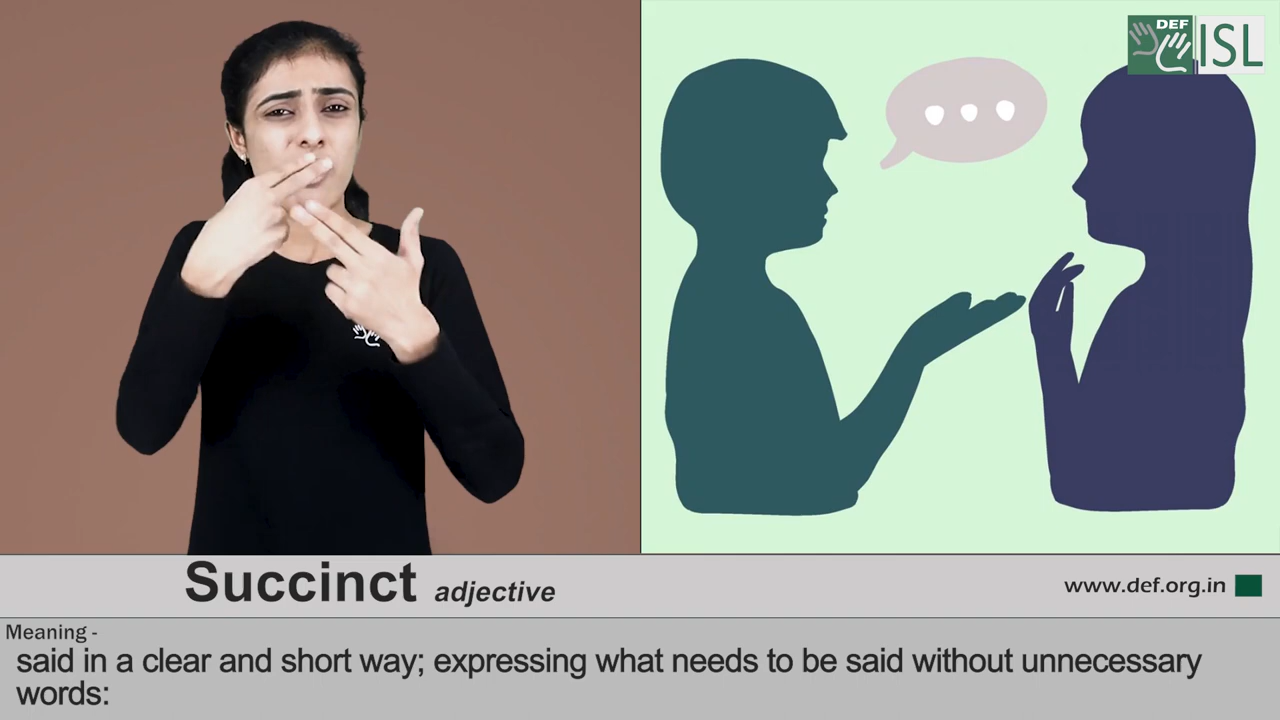 DEF
ISL
Succinct adjective
www.def.org.in
Meaning -
said in a clear and short way; expressing what needs to be said without unnecessary
words: